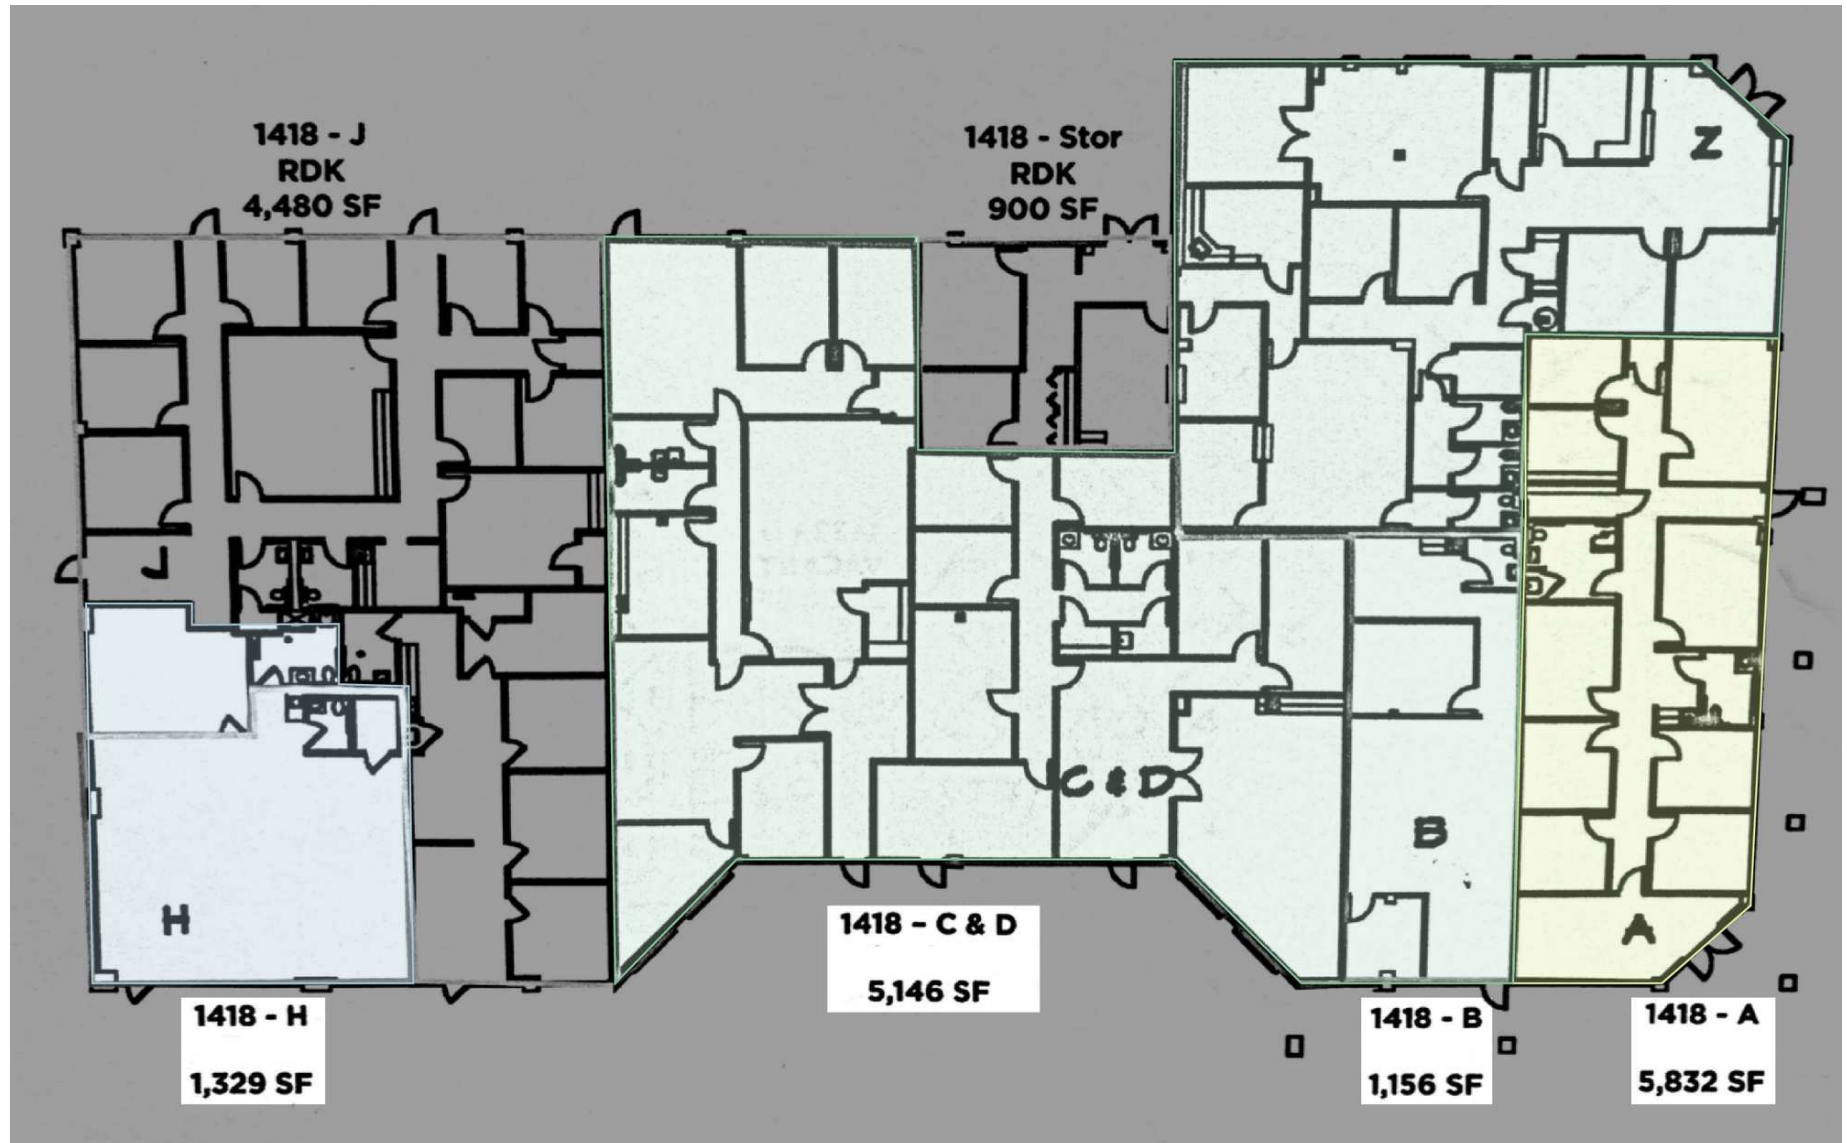 1418 - J
RDK
4,480 SF
1418 - Stor
RDK
900 SF
Z
J
C & D
B
H
A
1418 - C & D
5,146 SF
1418 - H
1,329 SF
1418 - B
1,156 SF
1418 - A
5,832 SF